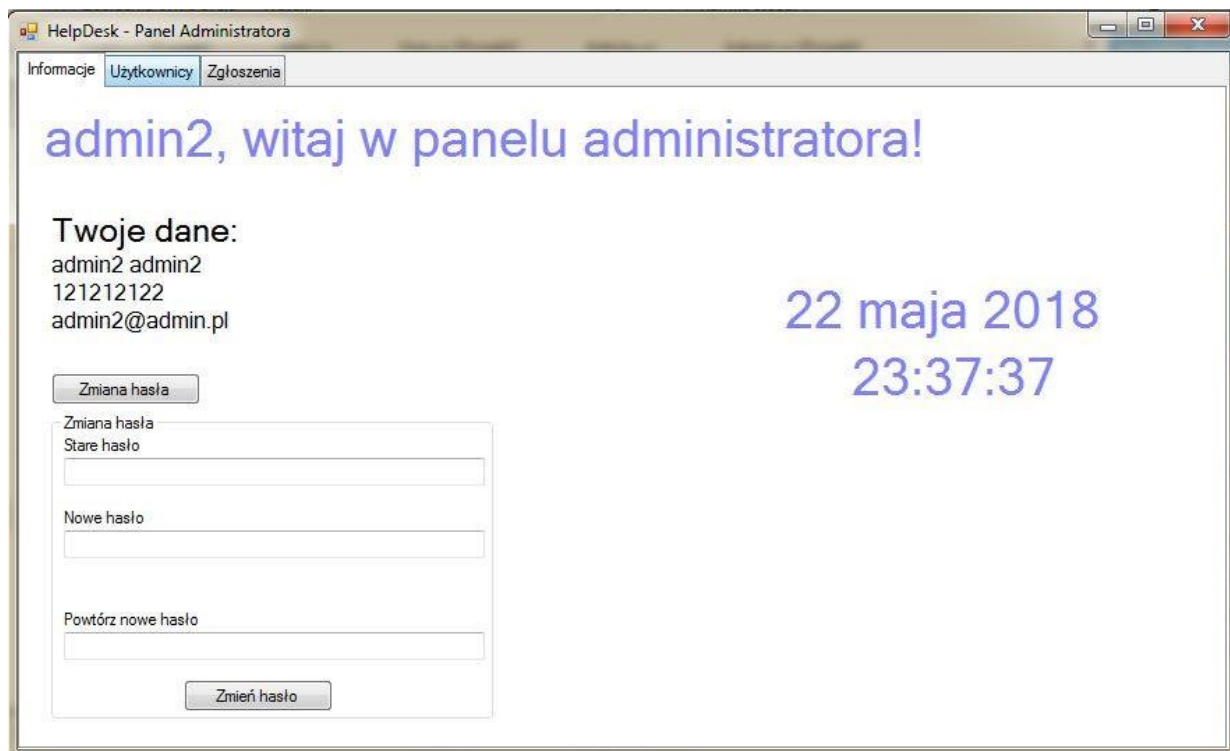 HelpDesk - Panel Administratora
Informacje Użytkownicy Zgłoszenia
admin2, witaj w panelu administratora!
Twoje dane:
admin2 admin2
121212122
admin2@admin.pl
22 maja 2018
23:37:37
Zmiana hasła
Zmiana hasła
Stare hasło
Nowe hasło
Powtórz nowe hasło
Zmień hasło